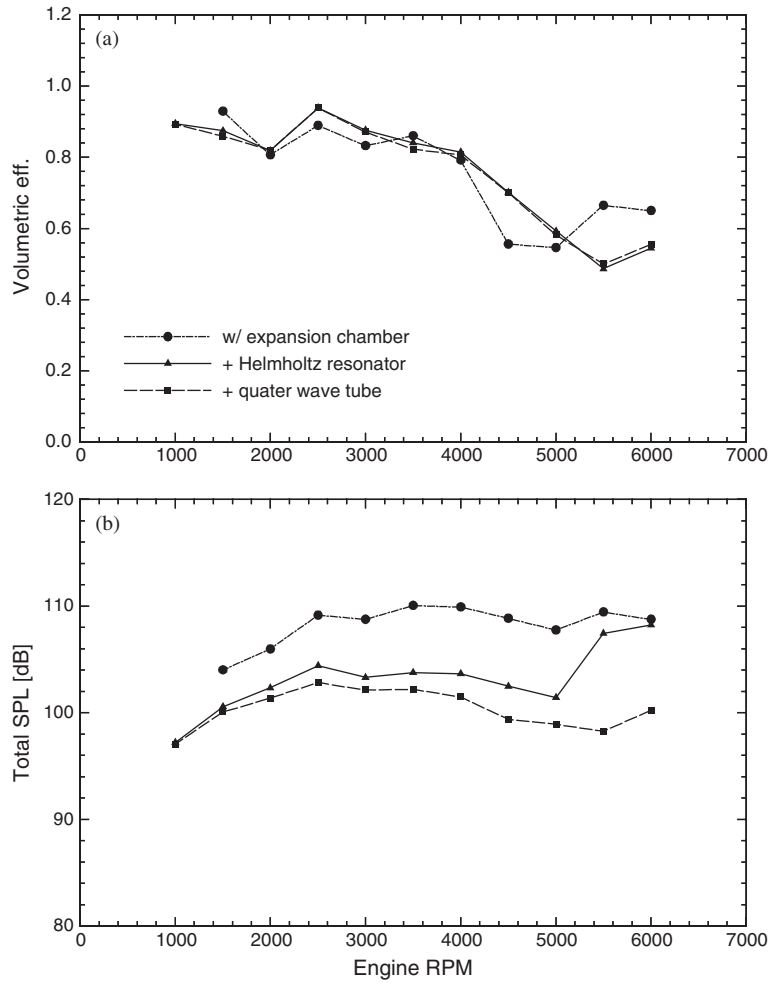 1.2
(a)
1.0
0.8
0.6
0.4
0.2
0.0
Volumetric eff.
w/ expansion chamber
+ Helmholtz resonator
+ quater wave tube
0 1000 2000 3000 4000 5000 6000 7000
120
(b)
110
100
90
80
Total SPL [dB]
0 1000 2000 3000 4000 5000 6000 7000
Engine RPM